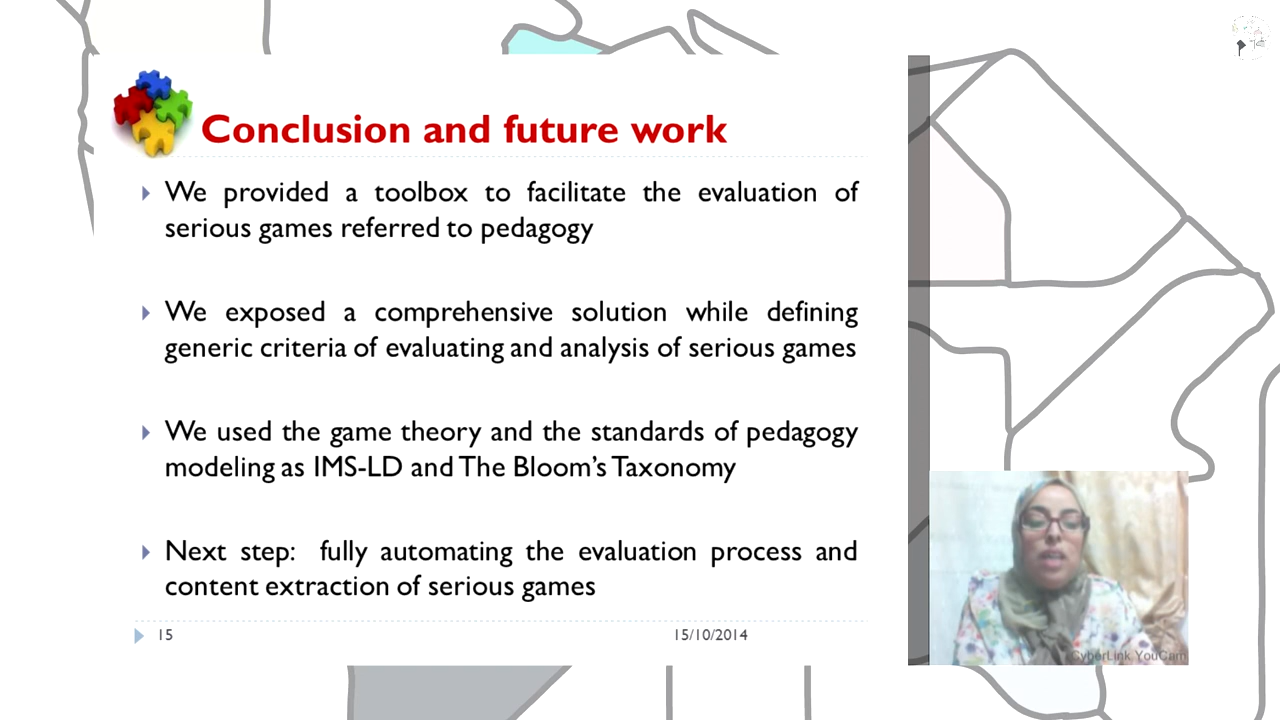 Conclusion and future work
We provided a toolbox to facilitate the evaluation of
serious games referred to pedagogy
We exposed a comprehensive solution while defining
generic criteria of evaluating and analysis of serious games
We used the game theory and the standards of pedagogy
modeling as IMS-LD and The Bloom's Taxonomy
Next step: fully automating the evaluation process and
content extraction of serious games
15
15/10/2014
CyberLink YouCam